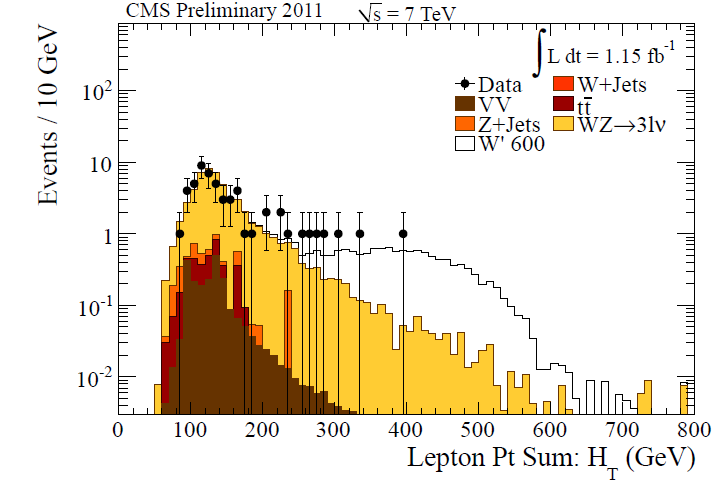 CMS Preliminary 2011 √s = 7 TeV
∫ L dt = 1.15 fb⁻¹
Data W+Jets
VV tt̅
Z+Jets WZ→3lν
W' 600
Events / 10 GeV
10²
10
1
10⁻¹
10⁻²
0 100 200 300 400 500 600 700 800
Lepton Pt Sum: H_T (GeV)